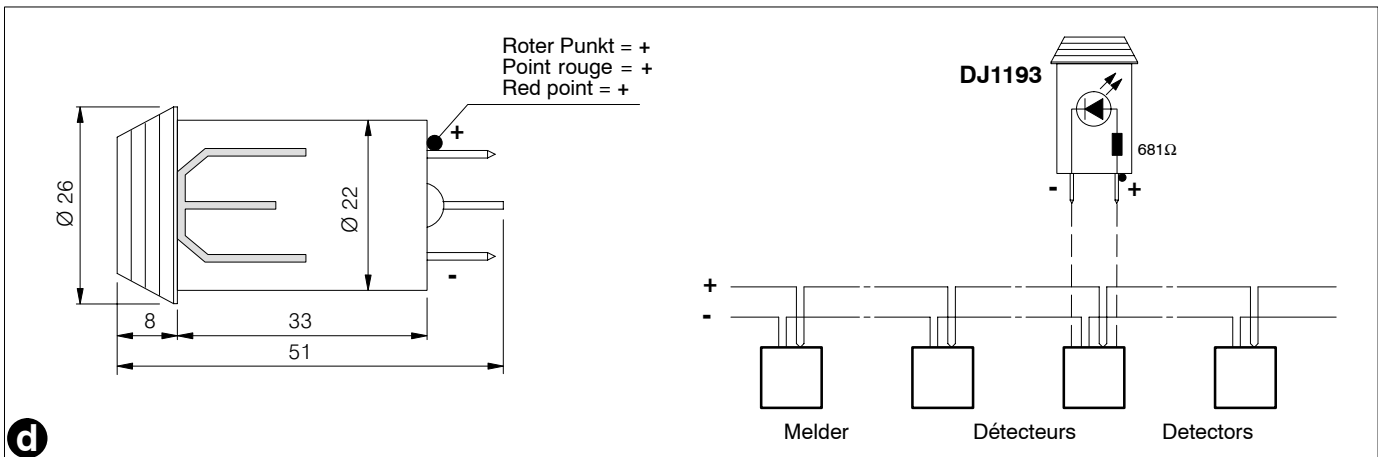 Roter Punkt = +
Point rouge = +
Red point = +
+
-
Ø 26
Ø 22
8
33
51
DJ1193
681Ω
-
+
+
-
Melder
Détecteurs
Detectors
d